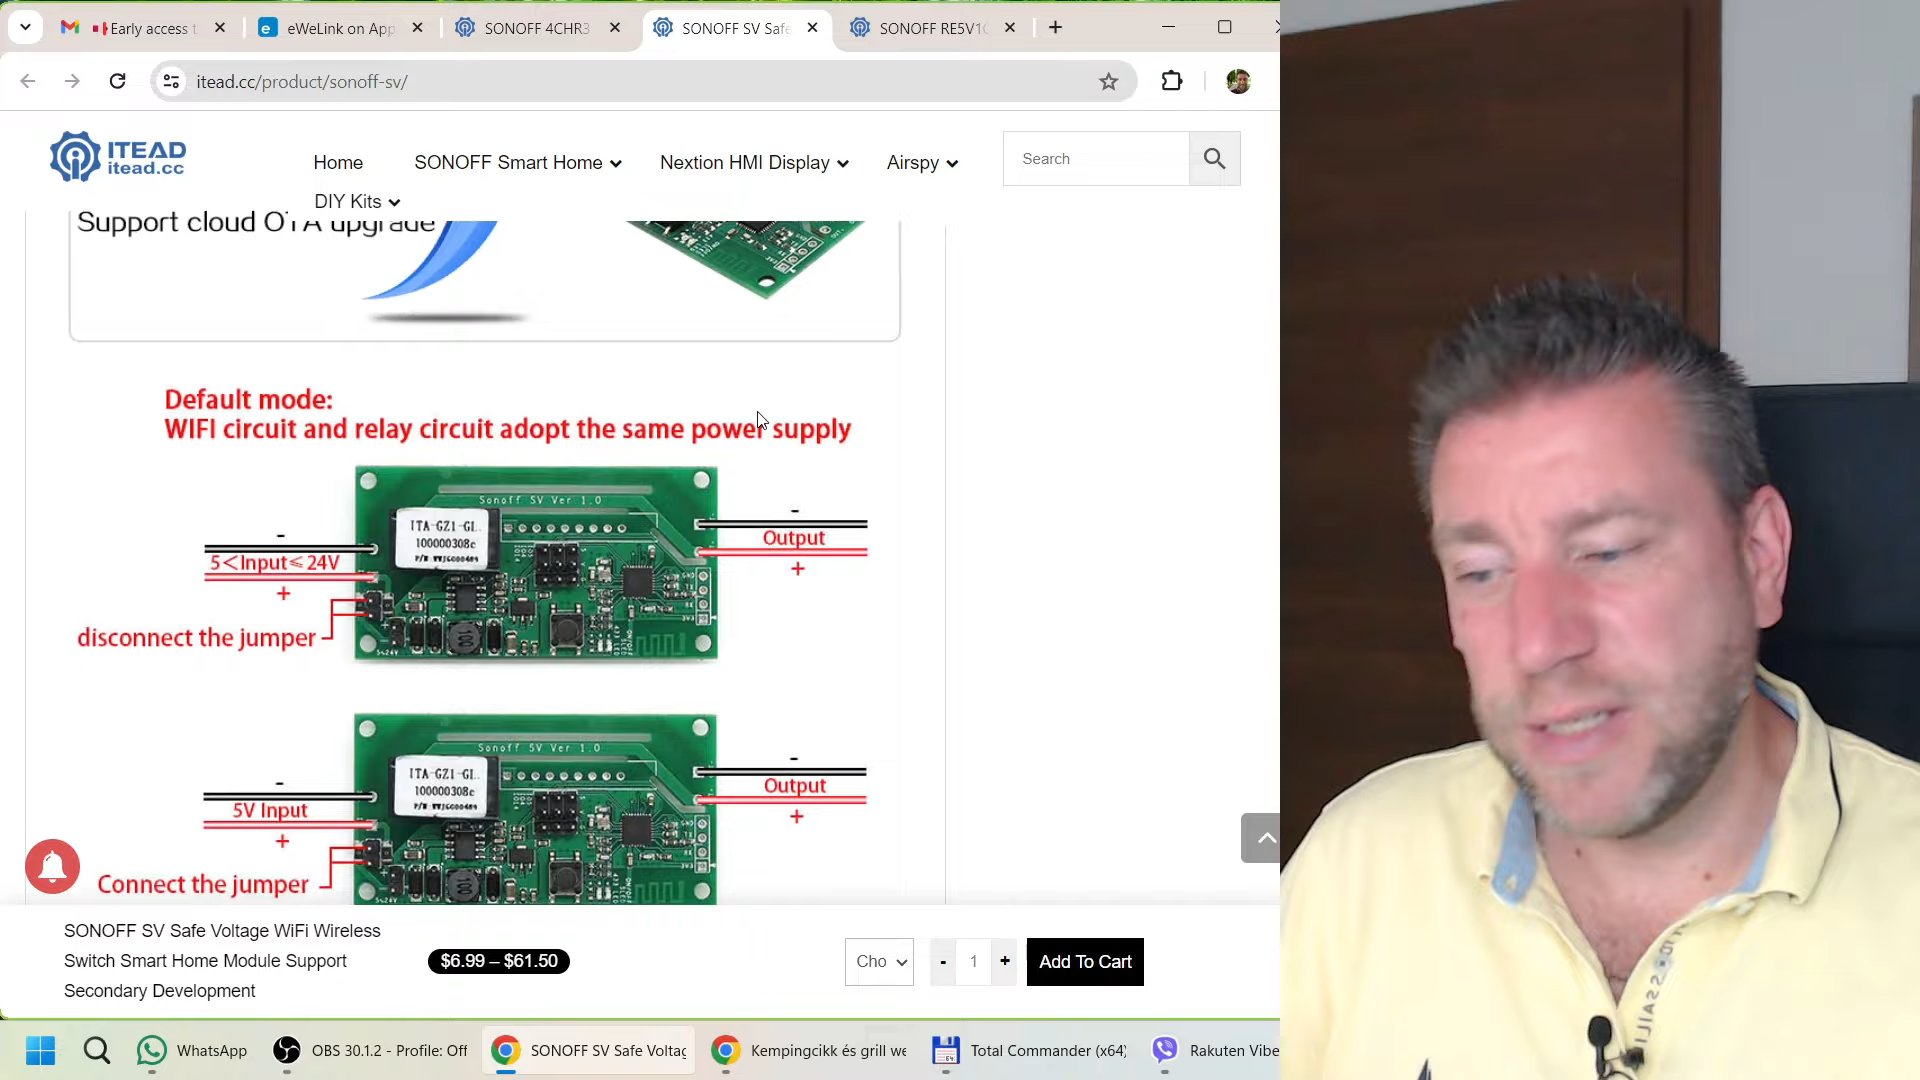 Early access t
eWeLink on App
SONOFF 4CHR3
SONOFF SV Safe
SONOFF RE5V1C
itead.cc/product/sonoff-sv/
ITEAD
itead.cc
Home
SONOFF Smart Home
Nextion HMI Display
Airspy
Search
DIY Kits
Support cloud OTA upgrade
Default mode:
WIFI circuit and relay circuit adopt the same power supply
Sonoff SV Ver 1.0
ITA-GZ1-GL
100000308c
-
5<Input≤24V
+
-
Output
+
disconnect the jumper
5~24V
Sonoff SV Ver 1.0
ITA-GZ1-GL
100000308c
-
5V Input
+
-
Output
+
Connect the jumper
5~24V
SONOFF SV Safe Voltage WiFi Wireless
Switch Smart Home Module Support
Secondary Development
$6.99 – $61.50
Cho
-
1
+
Add To Cart
WhatsApp
OBS 30.1.2 - Profile: Off
SONOFF SV Safe Voltag
Kempingcikk és grill we
Total Commander (x64)
Rakuten Vibe